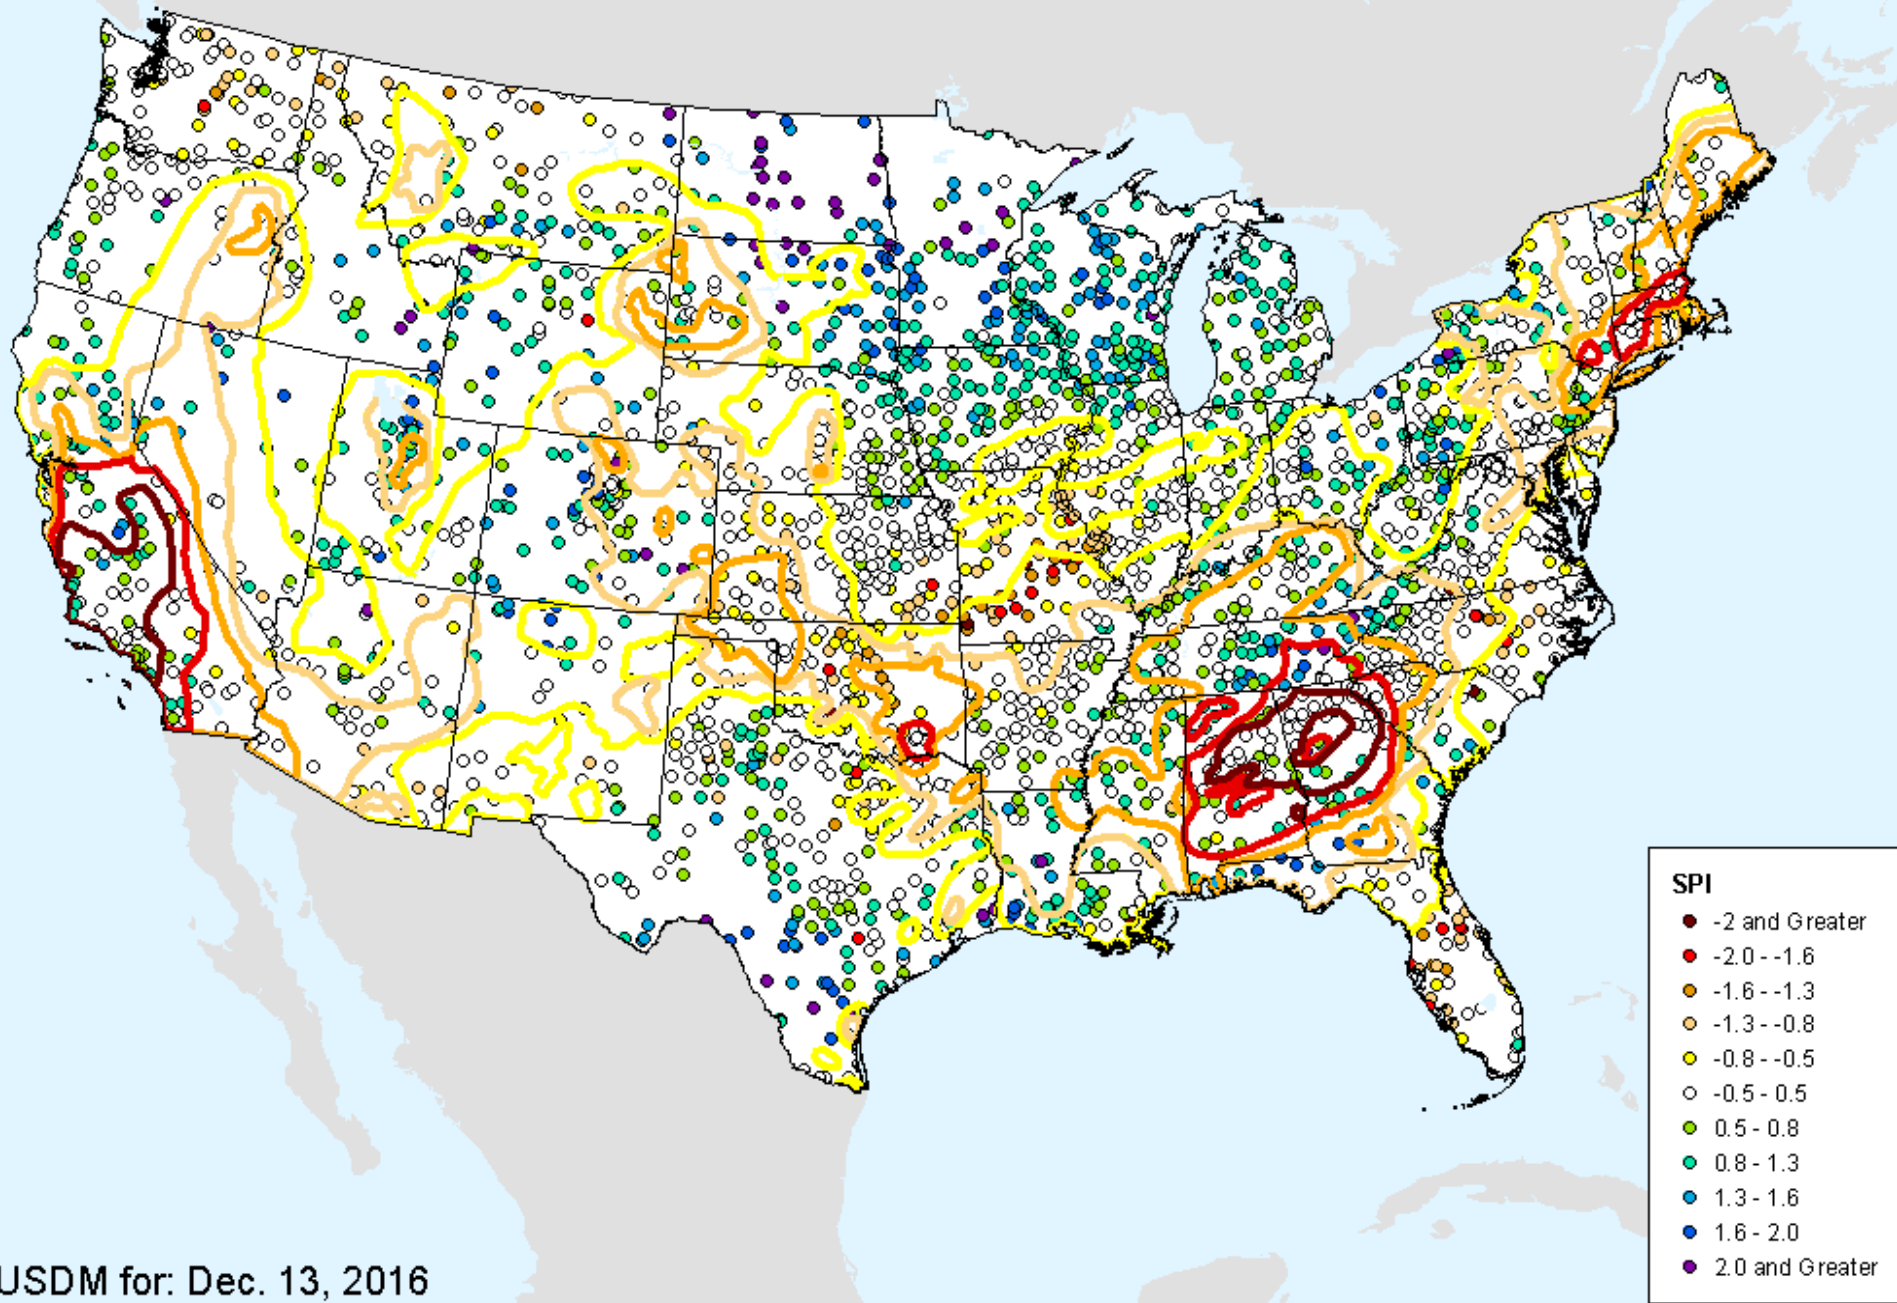 SPI
-2 and Greater
-2.0 - -1.6
-1.6 - -1.3
-1.3 - -0.8
-0.8 - -0.5
-0.5 - 0.5
0.5 - 0.8
0.8 - 1.3
1.3 - 1.6
1.6 - 2.0
2.0 and Greater
USDM for: Dec. 13, 2016